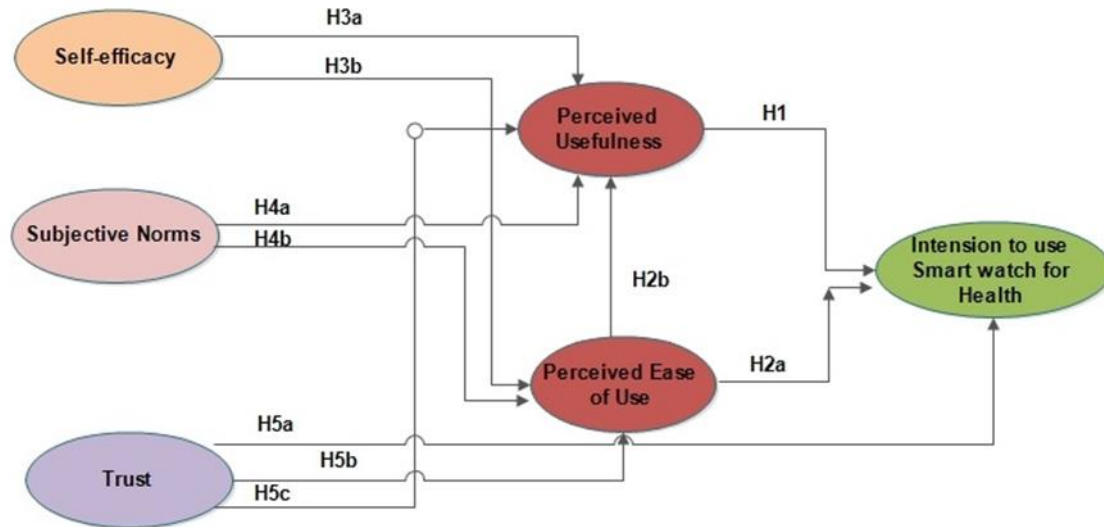 H3a
Self-efficacy
H3b
Perceived
Usefulness
H1
H4a
Subjective Norms
H4b
Intension to use
Smart watch for
Health
H2b
Perceived Ease
of Use
H2a
H5a
H5b
Trust
H5c